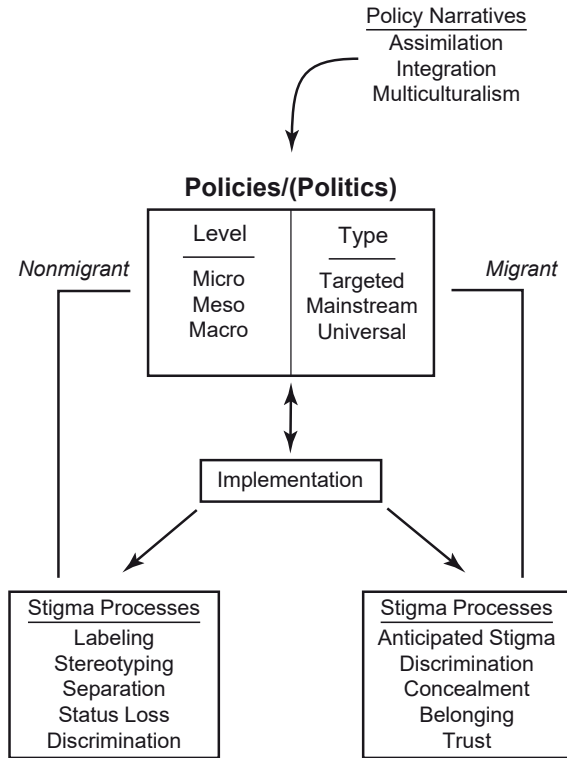 Policy Narratives
Assimilation
Integration
Multiculturalism
Policies/(Politics)
Level
Micro
Meso
Macro
Type
Targeted
Mainstream
Universal
Nonmigrant
Migrant
Implementation
Stigma Processes
Labeling
Stereotyping
Separation
Status Loss
Discrimination
Stigma Processes
Anticipated Stigma
Discrimination
Concealment
Belonging
Trust